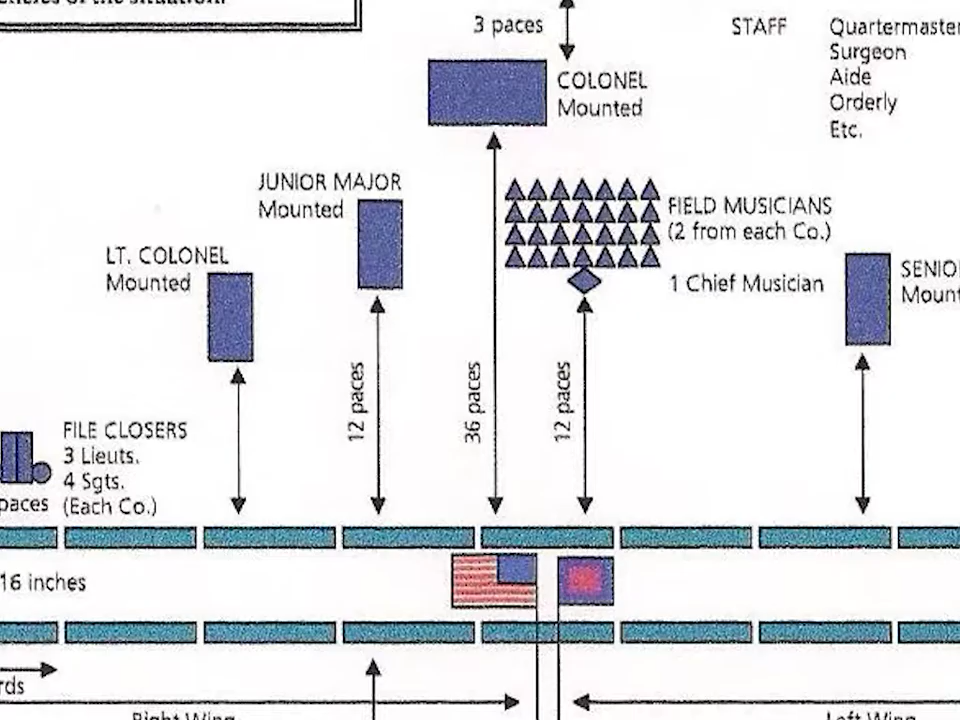 3 paces
STAFF
Quartermaster
Surgeon
Aide
Orderly
Etc.
COLONEL
Mounted
JUNIOR MAJOR
Mounted
FIELD MUSICIANS
(2 from each Co.)
1 Chief Musician
LT. COLONEL
Mounted
12 paces
36 paces
12 paces
FILE CLOSERS
3 Lieuts.
4 Sgts.
(Each Co.)
paces
16 inches
Right Wing
Left Wing